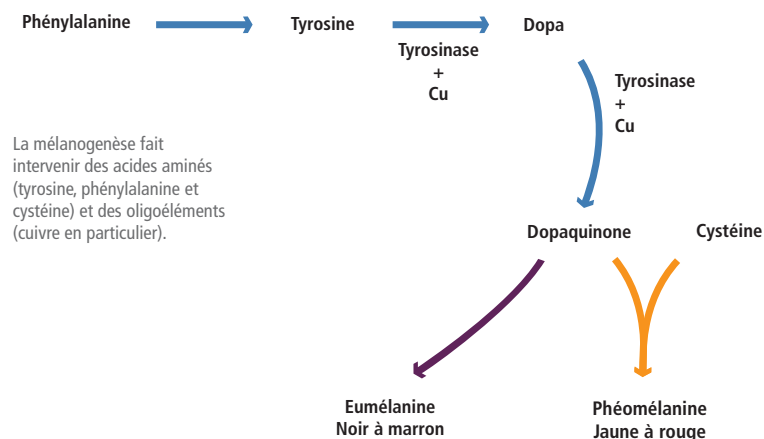 Phénylalanine
Tyrosine
Dopa
Tyrosinase
+
Cu
Tyrosinase
+
Cu
La mélanogenèse fait
intervenir des acides aminés
(tyrosine, phénylalanine et
cystéine) et des oligoéléments
(cuivre en particulier).
Dopaquinone
Cystéine
Eumélanine
Noir à marron
Phéomélanine
Jaune à rouge